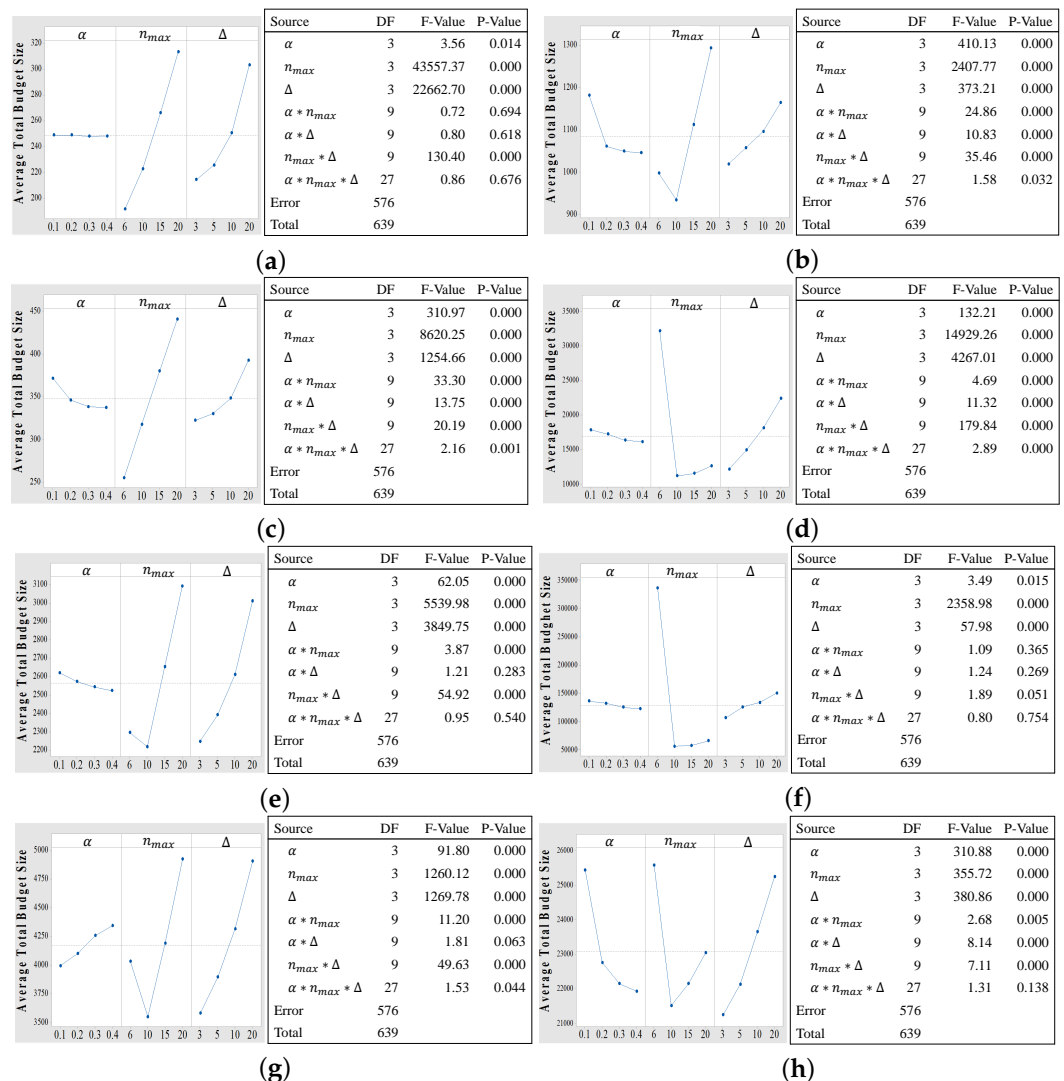 Average Total Budget Size
α n_max Δ
320
300
280
260
240
220
200
0.1 0.2 0.3 0.4 6 10 15 20 3 5 10 20
Source DF F-Value P-Value
α 3 3.56 0.014
n_max 3 43557.37 0.000
Δ 3 22662.70 0.000
α * n_max 9 0.72 0.694
α * Δ 9 0.80 0.618
n_max * Δ 9 130.40 0.000
α * n_max * Δ 27 0.86 0.676
Error 576
Total 639
(a)
Average Total Budget Size
α n_max Δ
1300
1200
1100
1000
900
0.1 0.2 0.3 0.4 6 10 15 20 3 5 10 20
Source DF F-Value P-Value
α 3 410.13 0.000
n_max 3 2407.77 0.000
Δ 3 373.21 0.000
α * n_max 9 24.86 0.000
α * Δ 9 10.83 0.000
n_max * Δ 9 35.46 0.000
α * n_max * Δ 27 1.58 0.032
Error 576
Total 639
(b)
Average Total Budget Size
α n_max Δ
450
400
350
300
250
0.1 0.2 0.3 0.4 6 10 15 20 3 5 10 20
Source DF F-Value P-Value
α 3 310.97 0.000
n_max 3 8620.25 0.000
Δ 3 1254.66 0.000
α * n_max 9 33.30 0.000
α * Δ 9 13.75 0.000
n_max * Δ 9 20.19 0.000
α * n_max * Δ 27 2.16 0.001
Error 576
Total 639
(c)
Average Total Budget Size
α n_max Δ
35000
30000
25000
20000
15000
10000
0.1 0.2 0.3 0.4 6 10 15 20 3 5 10 20
Source DF F-Value P-Value
α 3 132.21 0.000
n_max 3 14929.26 0.000
Δ 3 4267.01 0.000
α * n_max 9 4.69 0.000
α * Δ 9 11.32 0.000
n_max * Δ 9 179.84 0.000
α * n_max * Δ 27 2.89 0.000
Error 576
Total 639
(d)
Average Total Budget Size
α n_max Δ
3100
3000
2900
2800
2700
2600
2500
2400
2300
2200
0.1 0.2 0.3 0.4 6 10 15 20 3 5 10 20
Source DF F-Value P-Value
α 3 62.05 0.000
n_max 3 5539.98 0.000
Δ 3 3849.75 0.000
α * n_max 9 3.87 0.000
α * Δ 9 1.21 0.283
n_max * Δ 9 54.92 0.000
α * n_max * Δ 27 0.95 0.540
Error 576
Total 639
(e)
Average Total Budghet Size
α n_max Δ
350000
300000
250000
200000
150000
100000
50000
0.1 0.2 0.3 0.4 6 10 15 20 3 5 10 20
Source DF F-Value P-Value
α 3 3.49 0.015
n_max 3 2358.98 0.000
Δ 3 57.98 0.000
α * n_max 9 1.09 0.365
α * Δ 9 1.24 0.269
n_max * Δ 9 1.89 0.051
α * n_max * Δ 27 0.80 0.754
Error 576
Total 639
(f)
Average Total Budget Size
α n_max Δ
5000
4750
4500
4250
4000
3750
3500
0.1 0.2 0.3 0.4 6 10 15 20 3 5 10 20
Source DF F-Value P-Value
α 3 91.80 0.000
n_max 3 1260.12 0.000
Δ 3 1269.78 0.000
α * n_max 9 11.20 0.000
α * Δ 9 1.81 0.063
n_max * Δ 9 49.63 0.000
α * n_max * Δ 27 1.53 0.044
Error 576
Total 639
(g)
Average Total Budget Size
α n_max Δ
26000
25000
24000
23000
22000
21000
0.1 0.2 0.3 0.4 6 10 15 20 3 5 10 20
Source DF F-Value P-Value
α 3 310.88 0.000
n_max 3 355.72 0.000
Δ 3 380.86 0.000
α * n_max 9 2.68 0.005
α * Δ 9 8.14 0.000
n_max * Δ 9 7.11 0.000
α * n_max * Δ 27 1.31 0.138
Error 576
Total 639
(h)